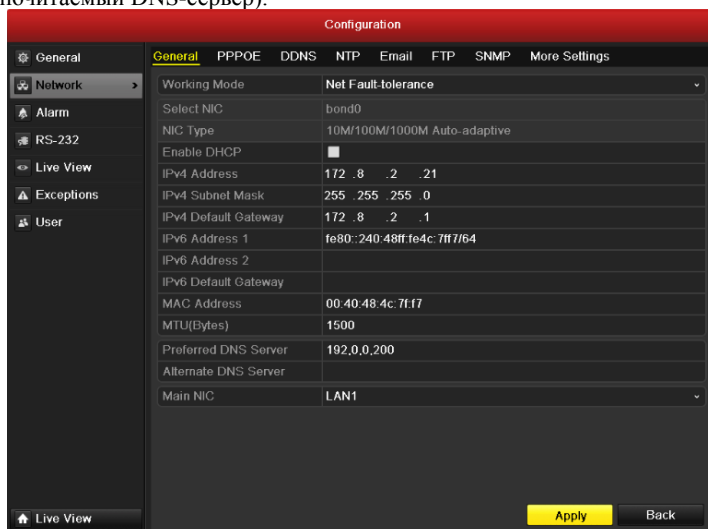 почитаемый DNS-сервер).
Configuration
General
Network
Alarm
RS-232
Live View
Exceptions
User
Live View
General PPPOE DDNS NTP Email FTP SNMP More Settings
Working Mode Net Fault-tolerance
Select NIC bond0
NIC Type 10M/100M/1000M Auto-adaptive
Enable DHCP
IPv4 Address 172 .8 .2 .21
IPv4 Subnet Mask 255 .255 .255 .0
IPv4 Default Gateway 172 .8 .2 .1
IPv6 Address 1 fe80::240:48ff:fe4c:7ff7/64
IPv6 Address 2
IPv6 Default Gateway
MAC Address 00:40:48:4c:7f:f7
MTU(Bytes) 1500
Preferred DNS Server 192,0,0,200
Alternate DNS Server
Main NIC LAN1
Apply Back